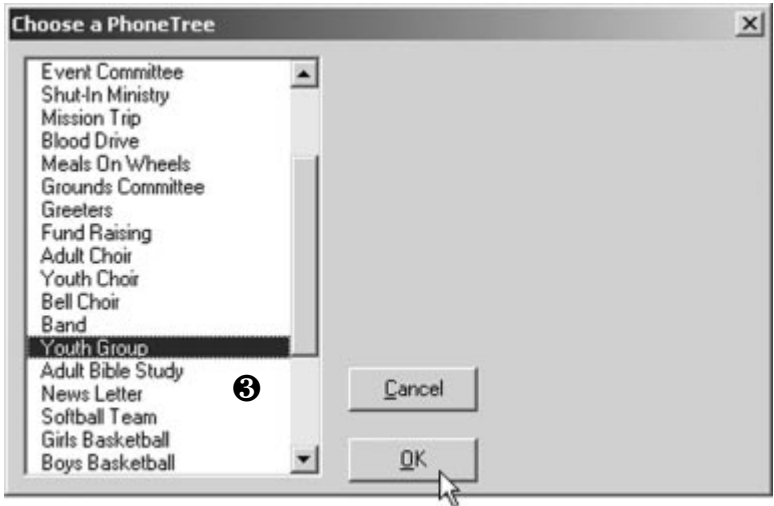 Choose a PhoneTree
Event Committee
Shut-In Ministry
Mission Trip
Blood Drive
Meals On Wheels
Grounds Committee
Greeters
Fund Raising
Adult Choir
Youth Choir
Bell Choir
Band
Youth Group
Adult Bible Study
News Letter
Softball Team
Girls Basketball
Boys Basketball
❸
Cancel
OK